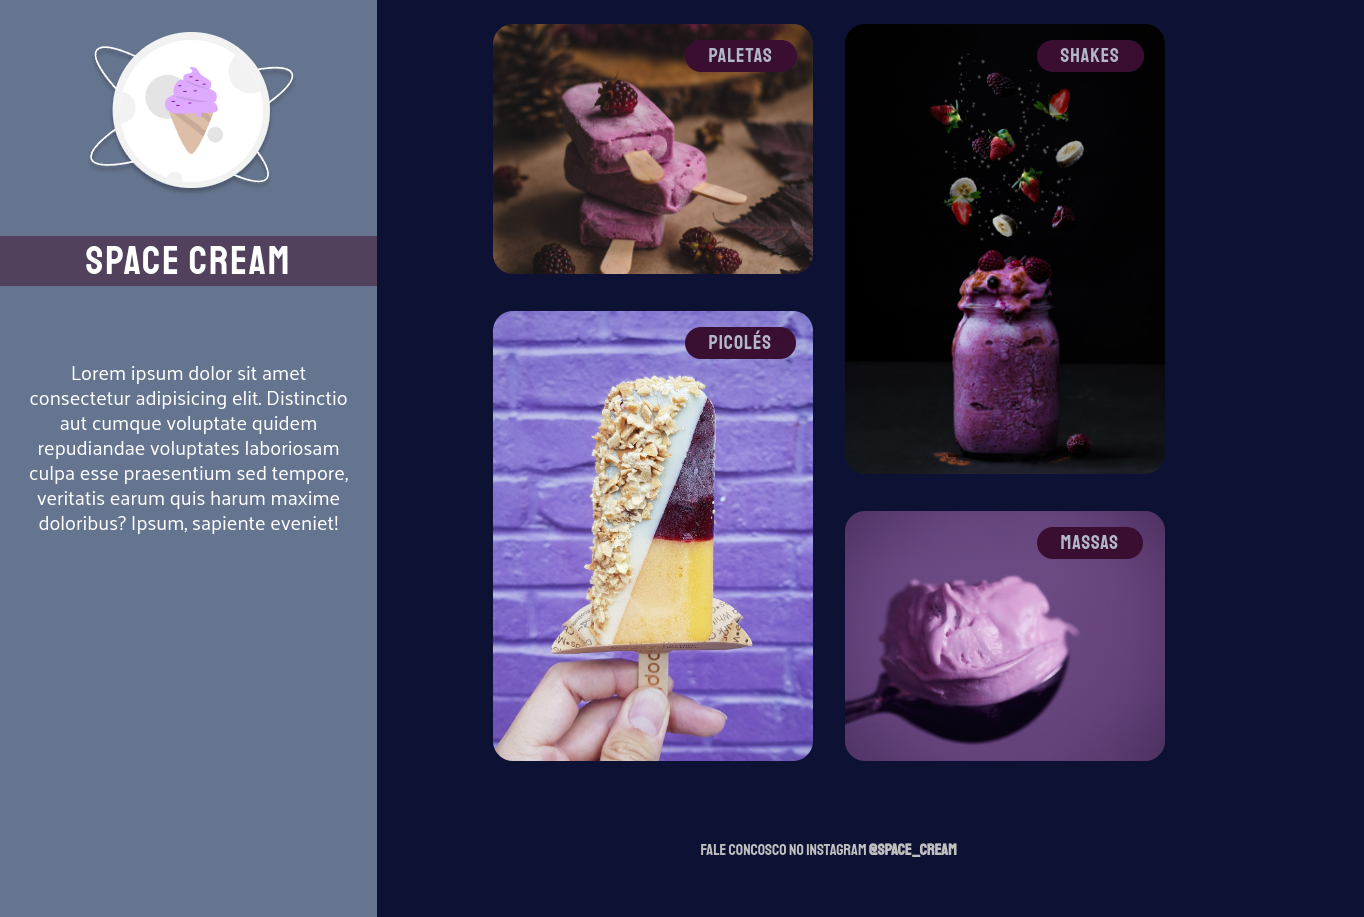 SPACE CREAM
Lorem ipsum dolor sit amet
consectetur adipisicing elit. Distinctio
aut cumque voluptate quidem
repudiandae voluptates laboriosam
culpa esse praesentium sed tempore,
veritatis earum quis harum maxime
doloribus? Ipsum, sapiente eveniet!
PALETAS
SHAKES
PICOLÉS
MASSAS
FALE CONCOSCO NO INSTAGRAM @SPACE_CREAM